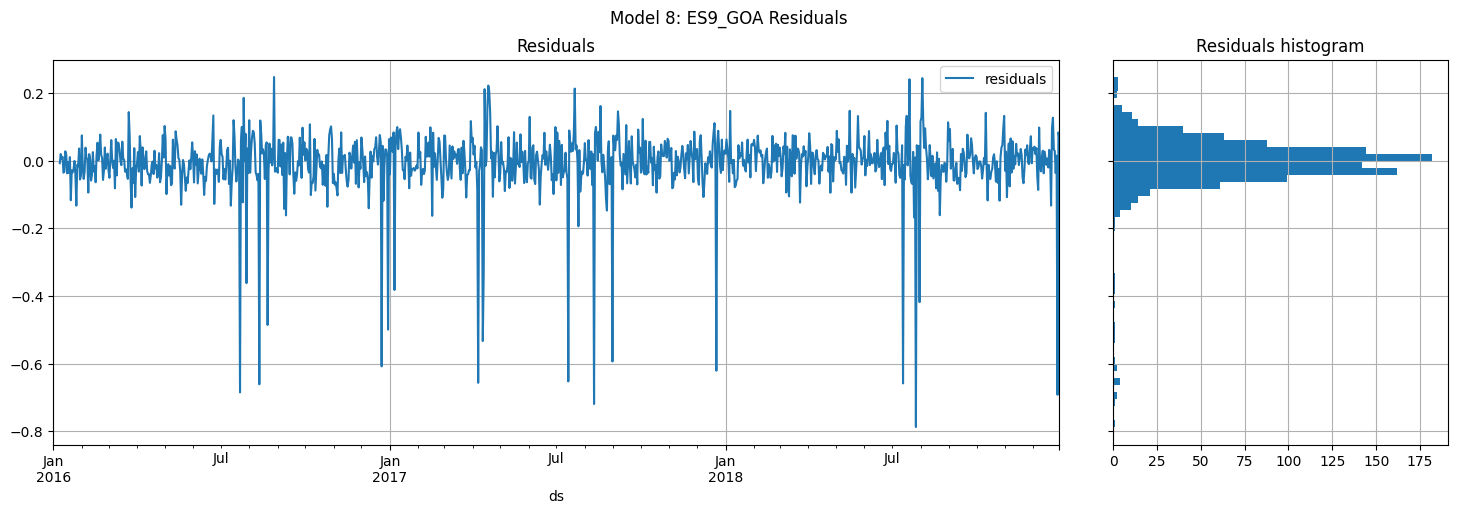 Model 8: ES9_GOA Residuals
Residuals
residuals
0.2
0.0
−0.2
−0.4
−0.6
−0.8
Jan Jul Jan Jul Jan Jul
2016 2017 2018
ds
Residuals histogram
0 25 50 75 100 125 150 175